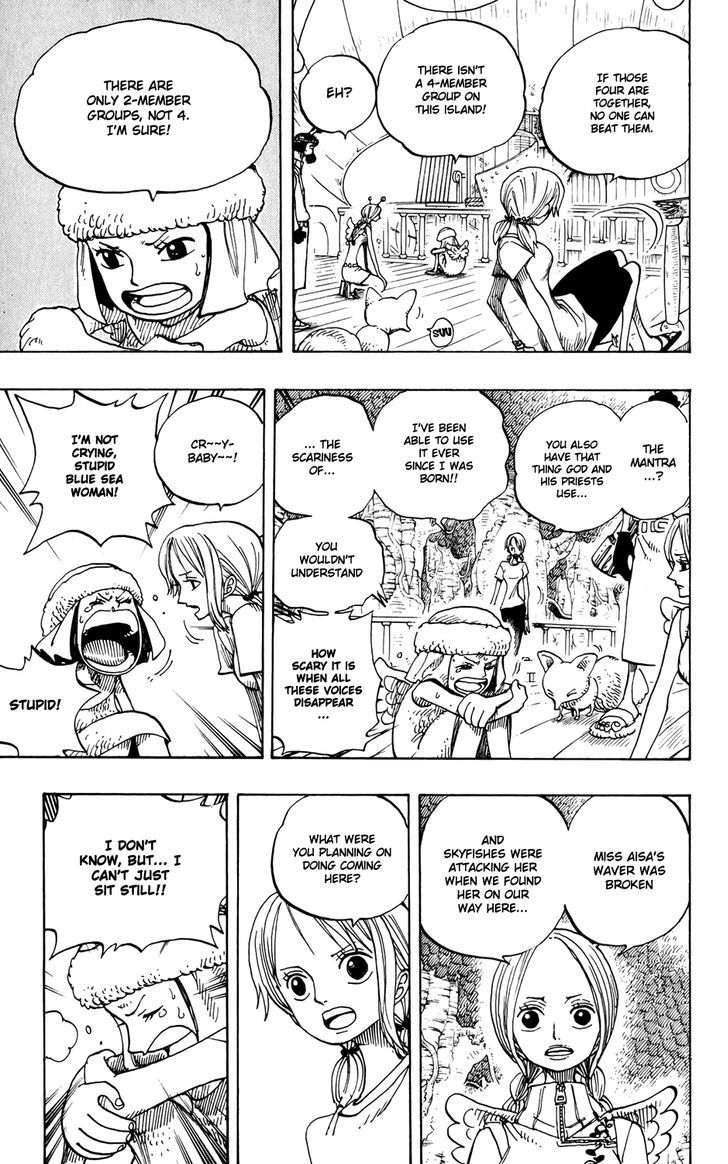 IF THOSE
FOUR ARE
TOGETHER,
NO ONE CAN
BEAT THEM.
THERE ISN'T
A 4-MEMBER
GROUP ON
THIS ISLAND!
EH?
SUU
THERE ARE
ONLY 2-MEMBER
GROUPS, NOT 4.
I'M SURE!
THE
MANTRA
...?
YOU ALSO
HAVE THAT
THING GOD AND
HIS PRIESTS
USE...
I'VE BEEN
ABLE TO USE
IT EVER
SINCE I WAS
BORN!!
... THE
SCARINESS
OF...
YOU
WOULDN'T
UNDERSTAND
HOW
SCARY IT IS
WHEN ALL
THESE VOICES
DISAPPEAR
...
CR~~Y-
BABY~~!
I'M NOT
CRYING,
STUPID
BLUE SEA
WOMAN!
STUPID!
MISS AISA'S
WAVER WAS
BROKEN
AND
SKYFISHES WERE
ATTACKING HER
WHEN WE FOUND
HER ON OUR
WAY HERE...
WHAT WERE
YOU PLANNING ON
DOING COMING
HERE?
I DON'T
KNOW, BUT... I
CAN'T JUST
SIT STILL!!